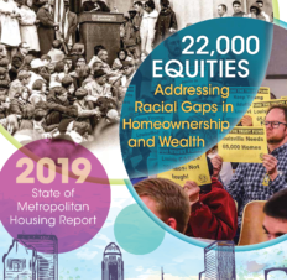 22,000
EQUITIES
Addressing
Racial Gaps in
Homeownership
and Wealth
2019
State of
Metropolitan
Housing Report